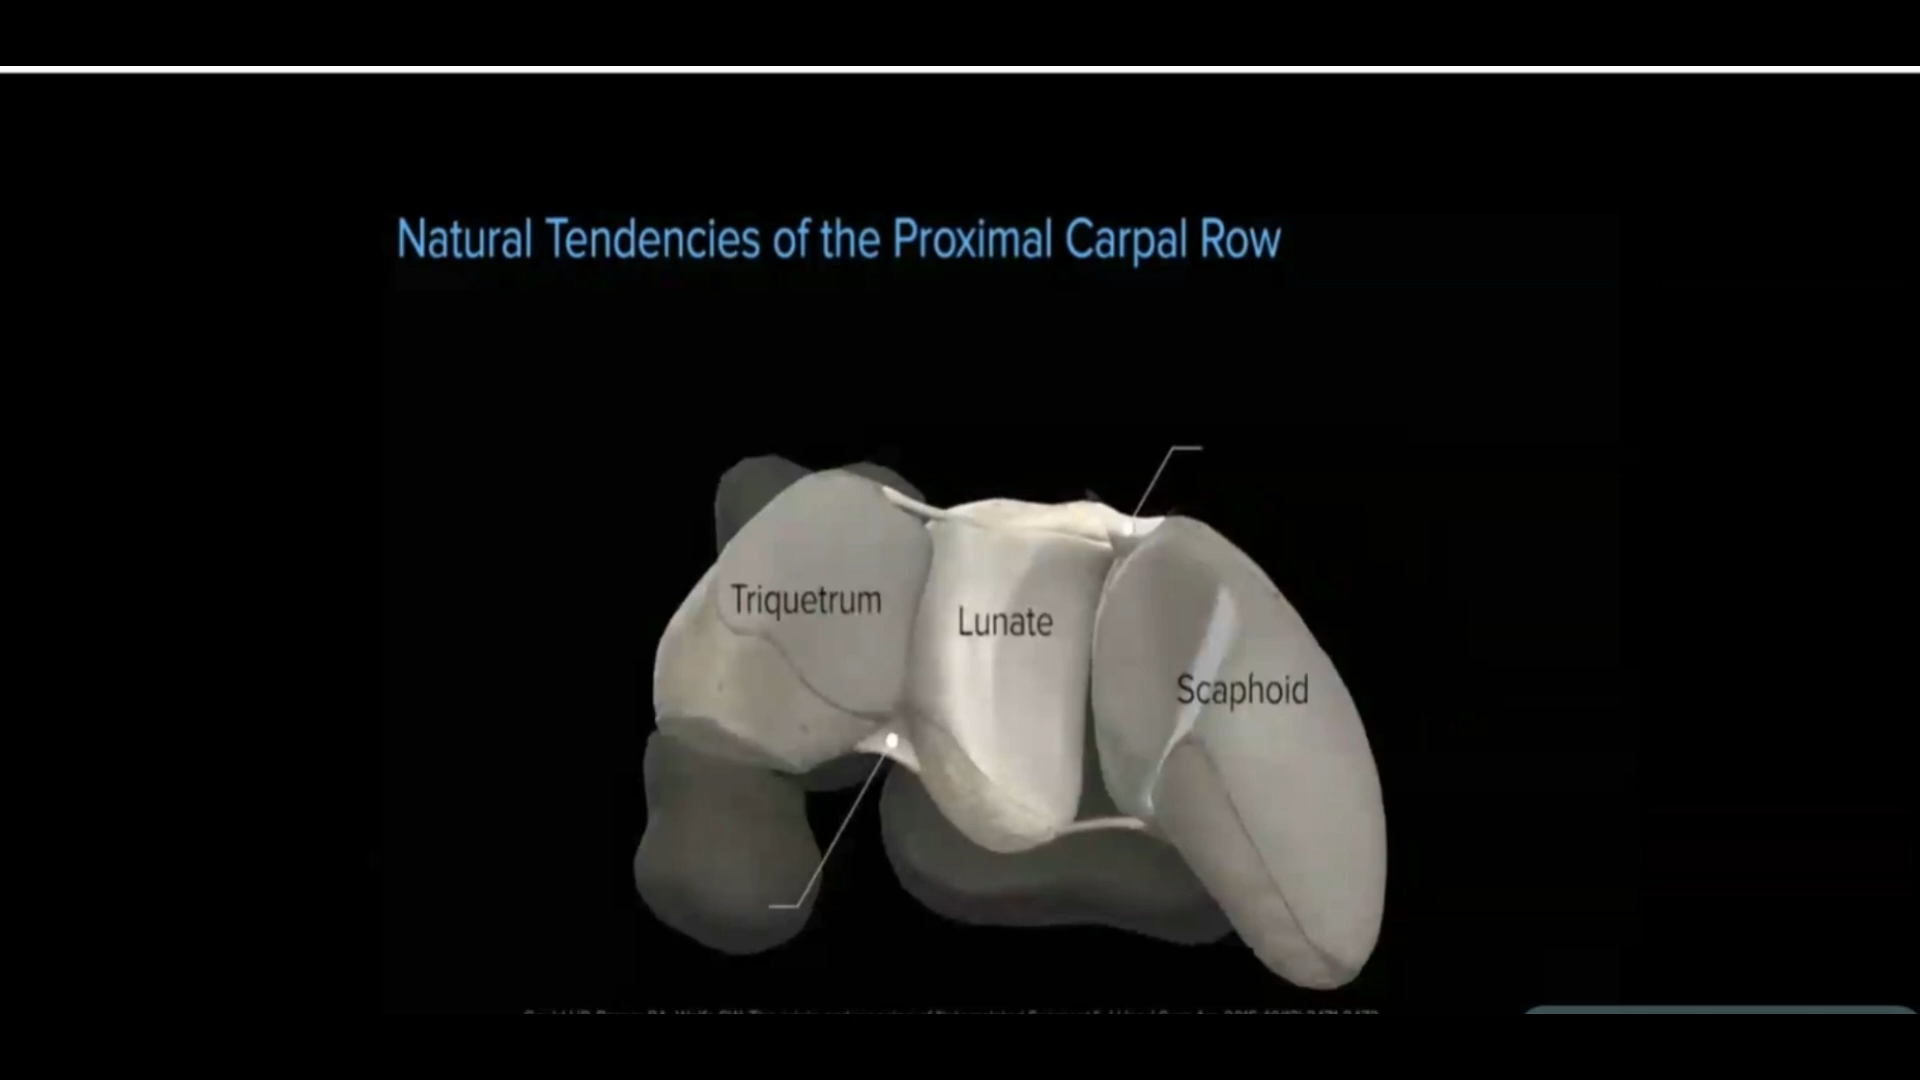 Natural Tendencies of the Proximal Carpal Row
Triquetrum
Lunate
Scaphoid